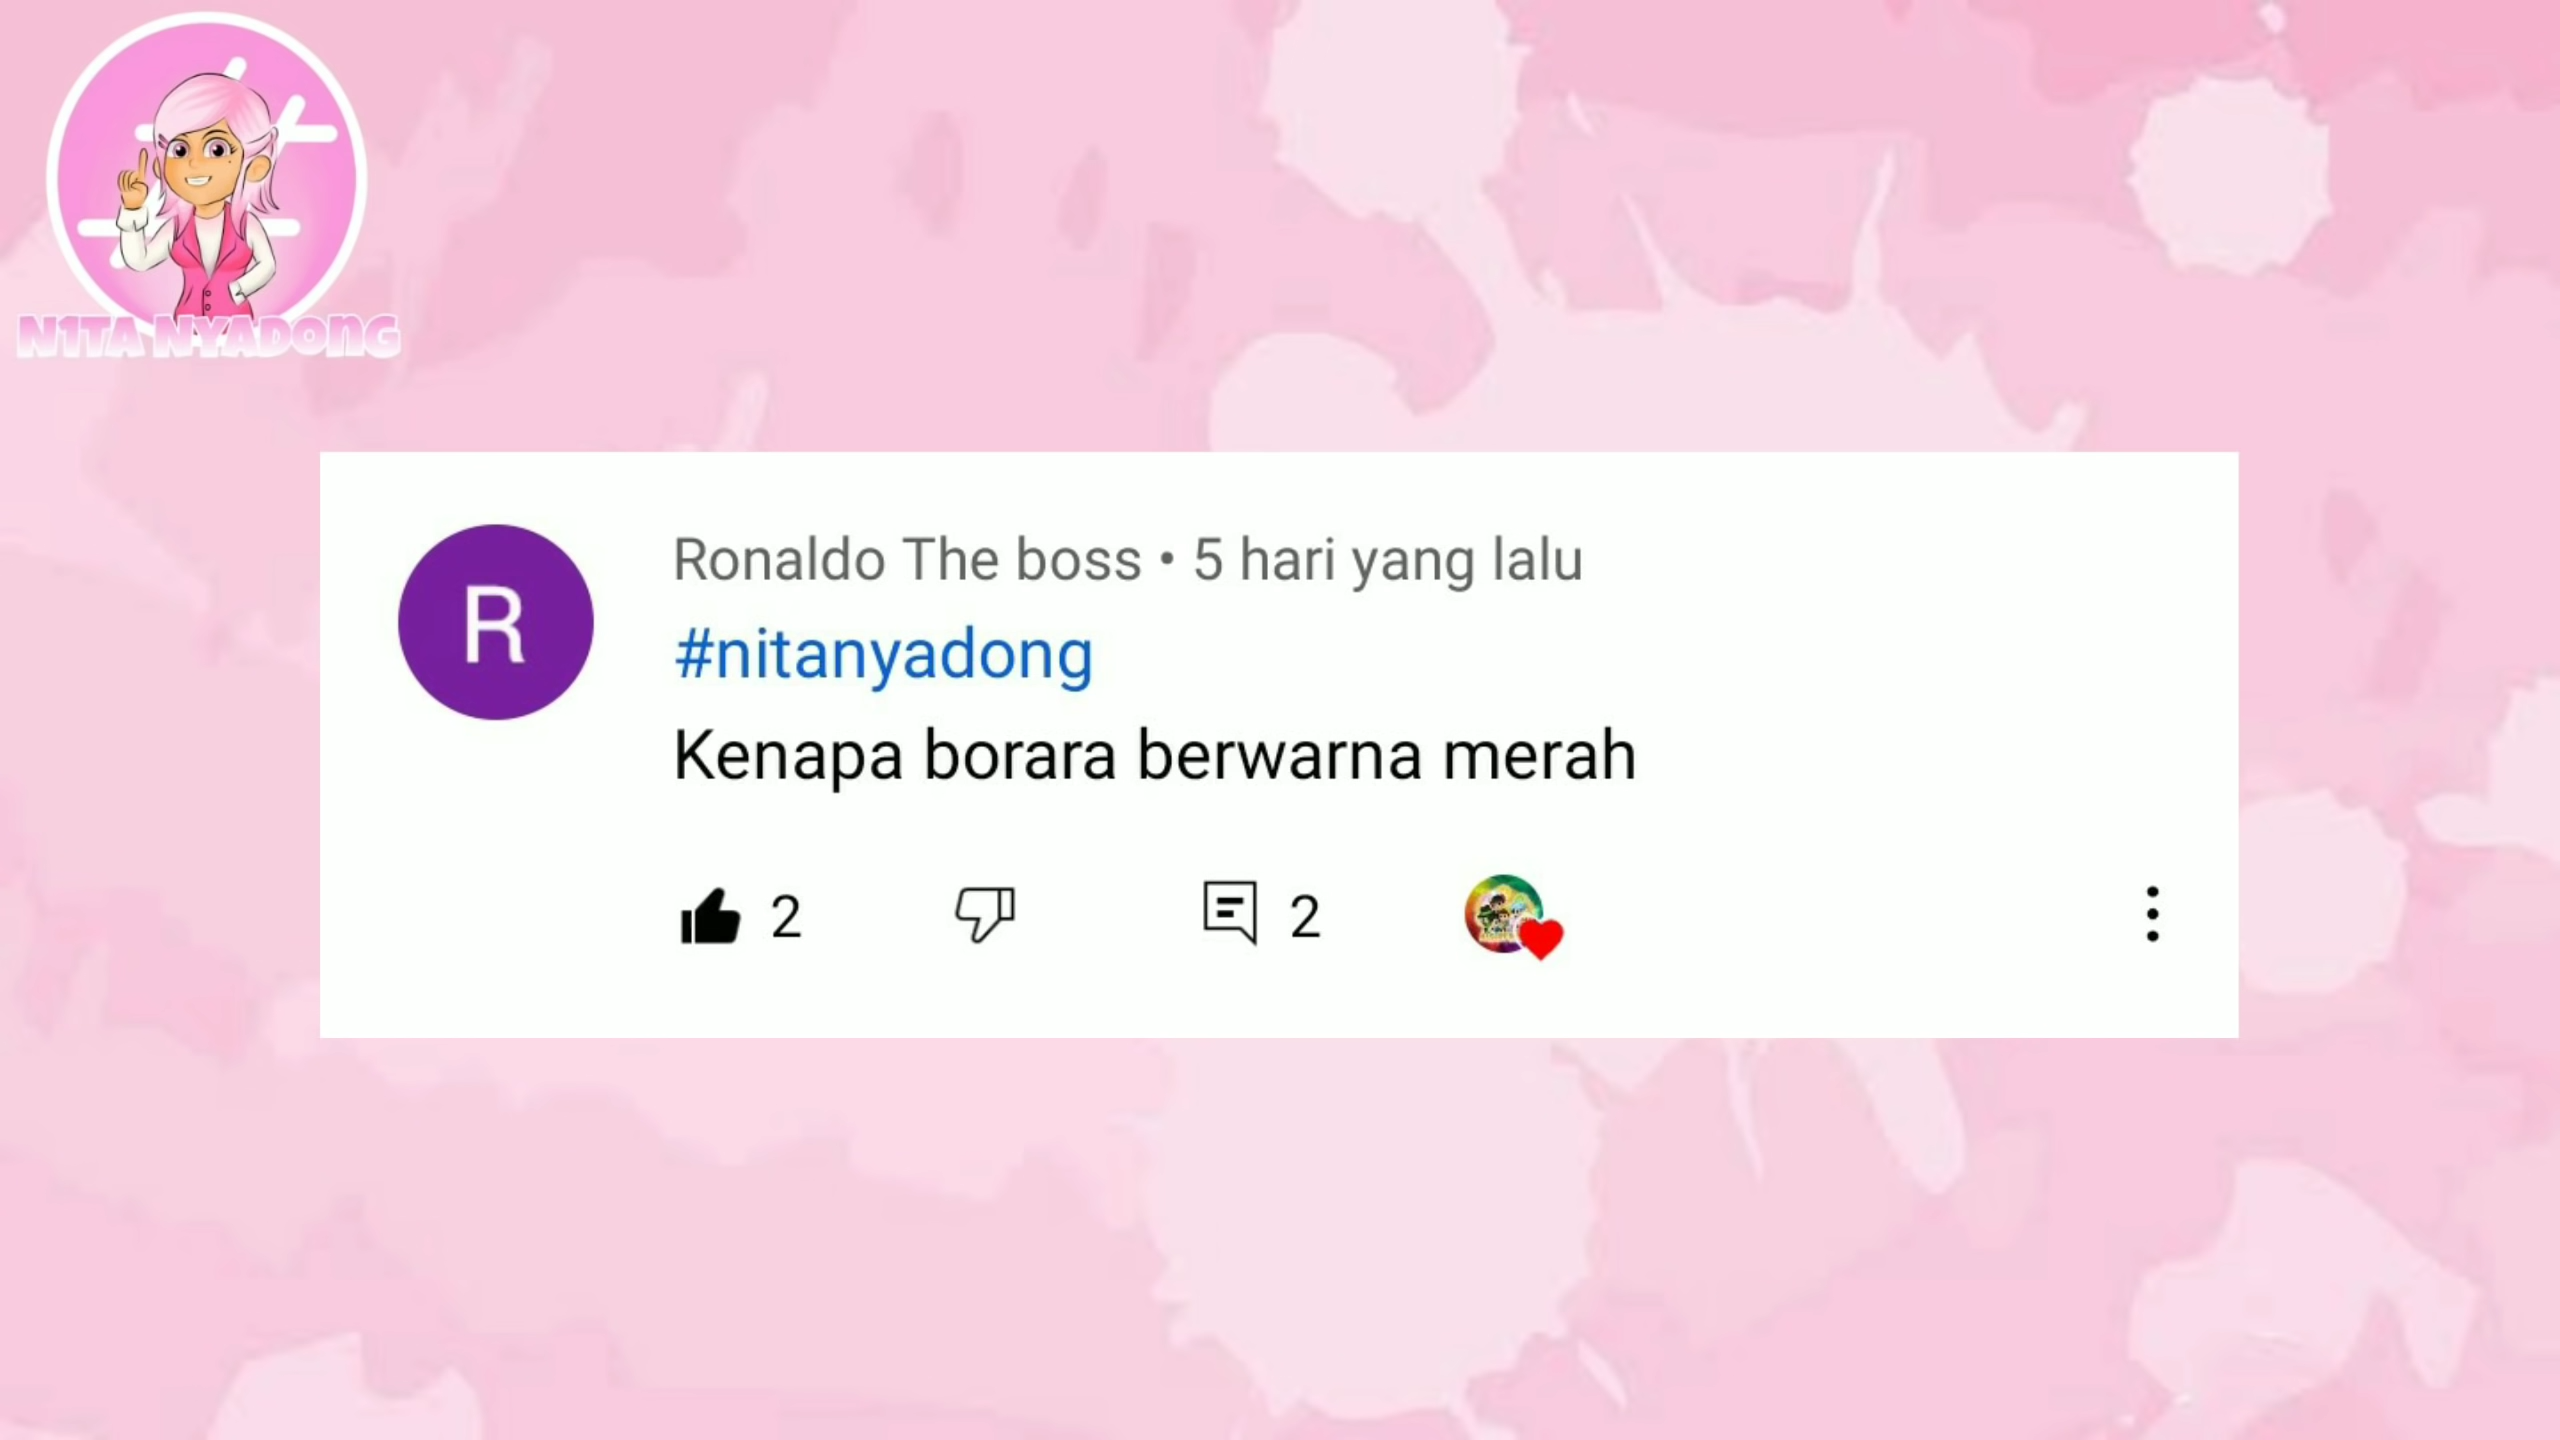 N1TA NYADONG
R
Ronaldo The boss • 5 hari yang lalu
#nitanyadong
Kenapa borara berwarna merah
2
2